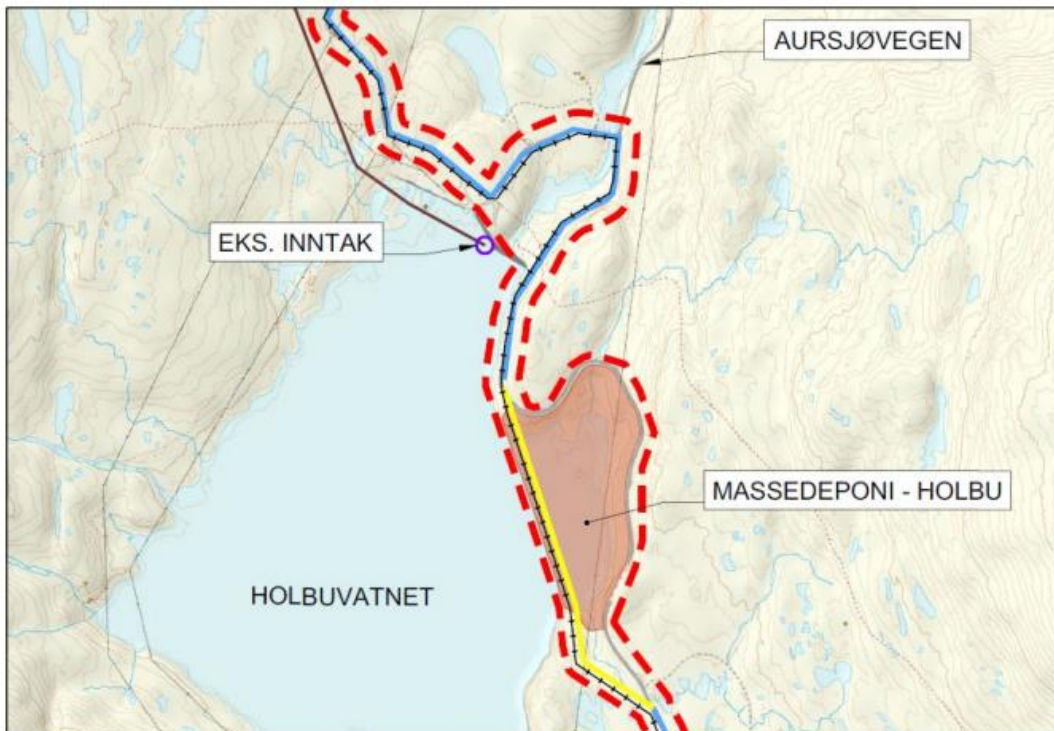 AURSJØVEGEN
EKS. INNTAK
MASSEDEPONI - HOLBU
HOLBUVATNET